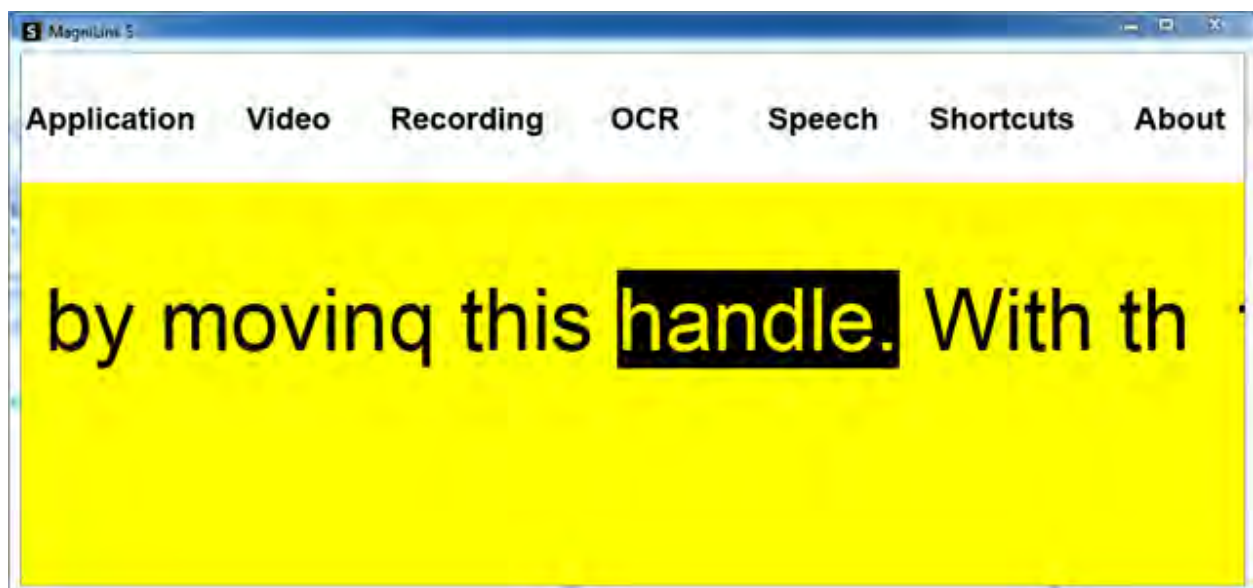 S MagniLink S
Application Video Recording OCR Speech Shortcuts About
by movinq this handle. With th